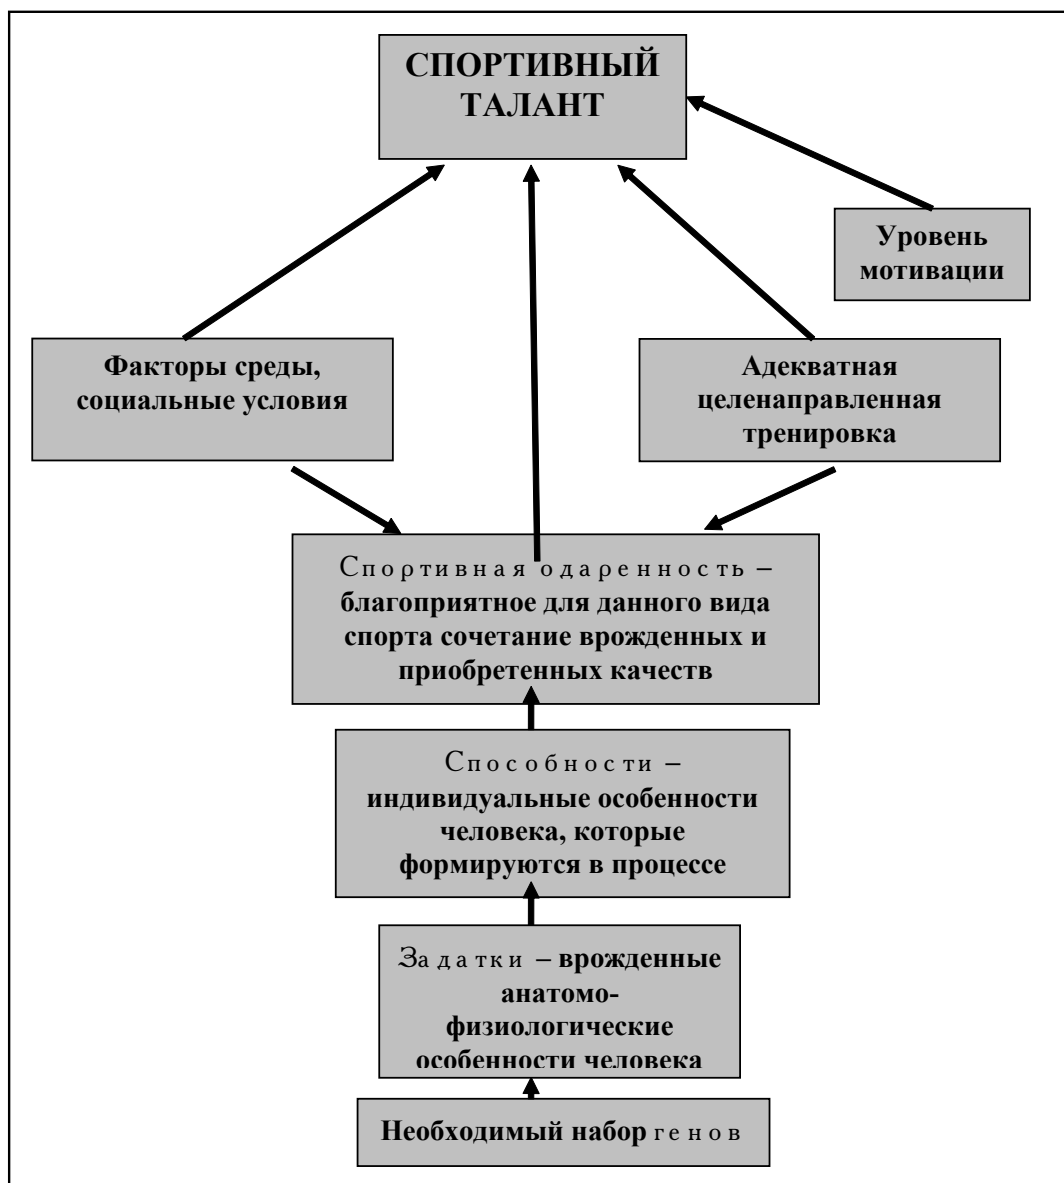 СПОРТИВНЫЙ
ТАЛАНТ
Уровень
мотивации
Факторы среды,
социальные условия
Адекватная
целенаправленная
тренировка
Спортивная одаренность –
благоприятное для данного вида
спорта сочетание врожденных и
приобретенных качеств
Способности –
индивидуальные особенности
человека, которые
формируются в процессе
Задатки – врожденные
анатомо-
физиологические
особенности человека
Необходимый набор генов